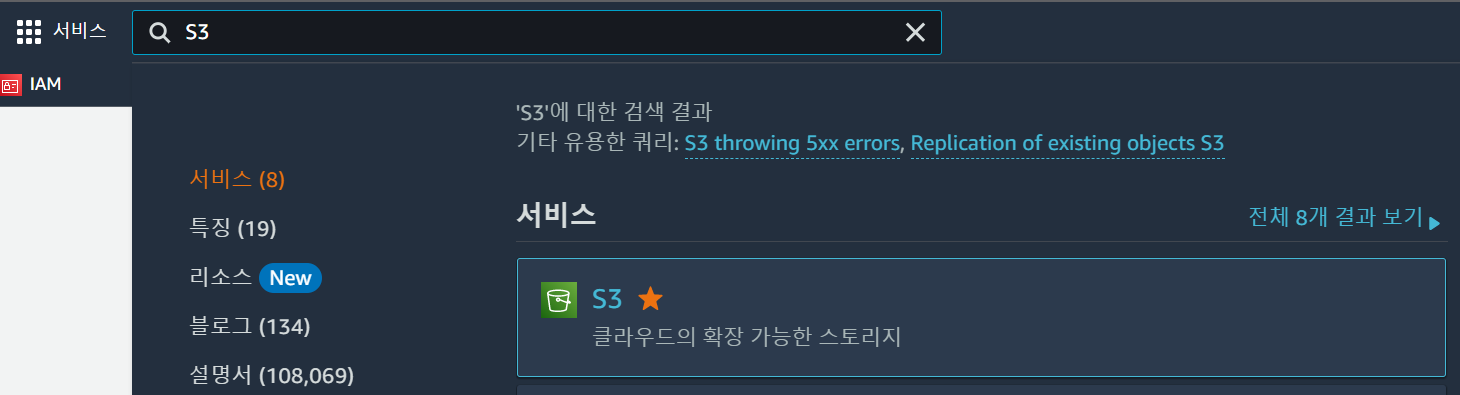 서비스
S3
IAM
'S3'에 대한 검색 결과
기타 유용한 쿼리: S3 throwing 5xx errors, Replication of existing objects S3
서비스 (8)
특징 (19)
리소스 New
블로그 (134)
설명서 (108,069)
서비스
전체 8개 결과 보기
S3
클라우드의 확장 가능한 스토리지